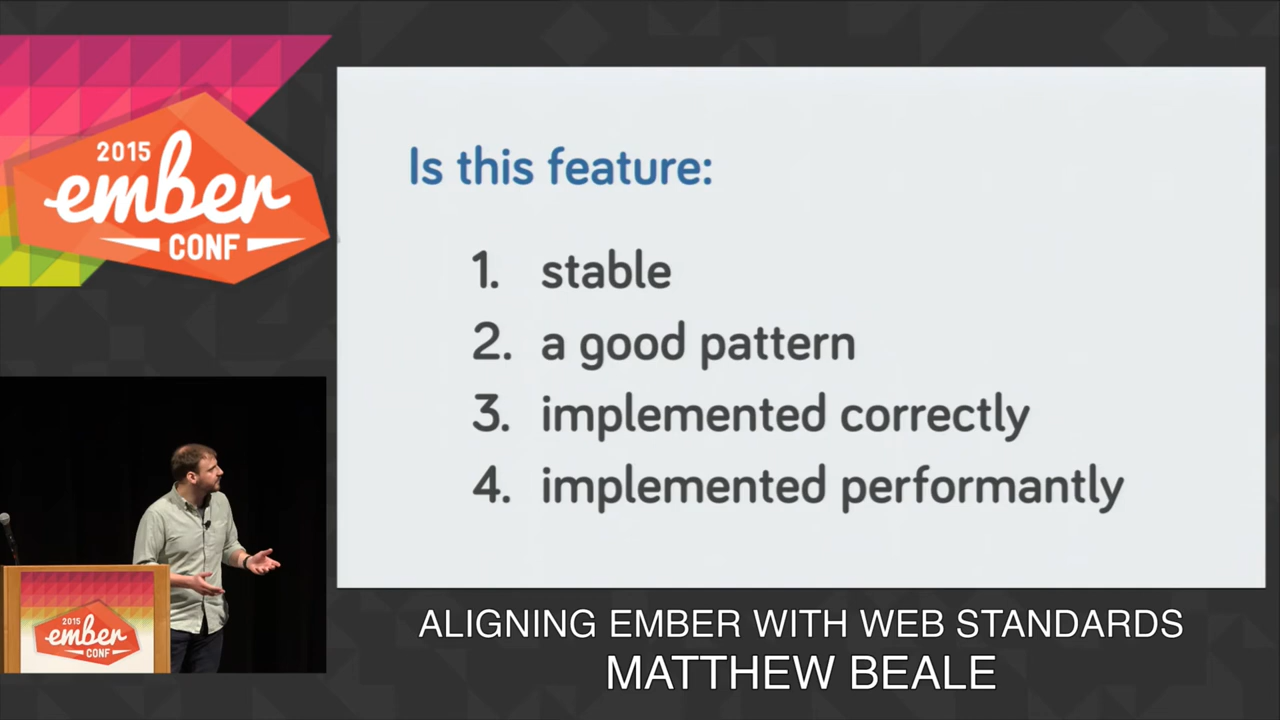 2015
ember
CONF
Is this feature:
1. stable
2. a good pattern
3. implemented correctly
4. implemented performantly
2015
ember
CONF
ALIGNING EMBER WITH WEB STANDARDS
MATTHEW BEALE